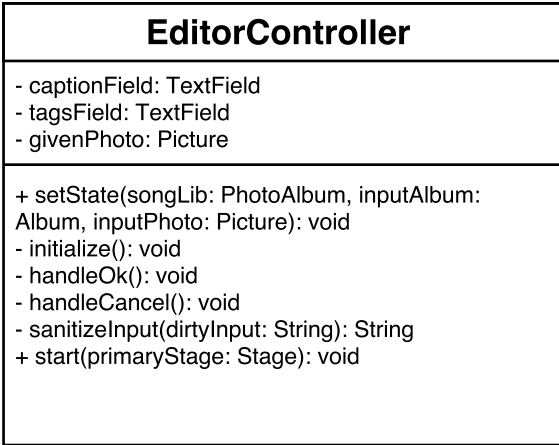 EditorController
- captionField: TextField
- tagsField: TextField
- givenPhoto: Picture
+ setState(songLib: PhotoAlbum, inputAlbum:
Album, inputPhoto: Picture): void
- initialize(): void
- handleOk(): void
- handleCancel(): void
- sanitizeInput(dirtyInput: String): String
+ start(primaryStage: Stage): void